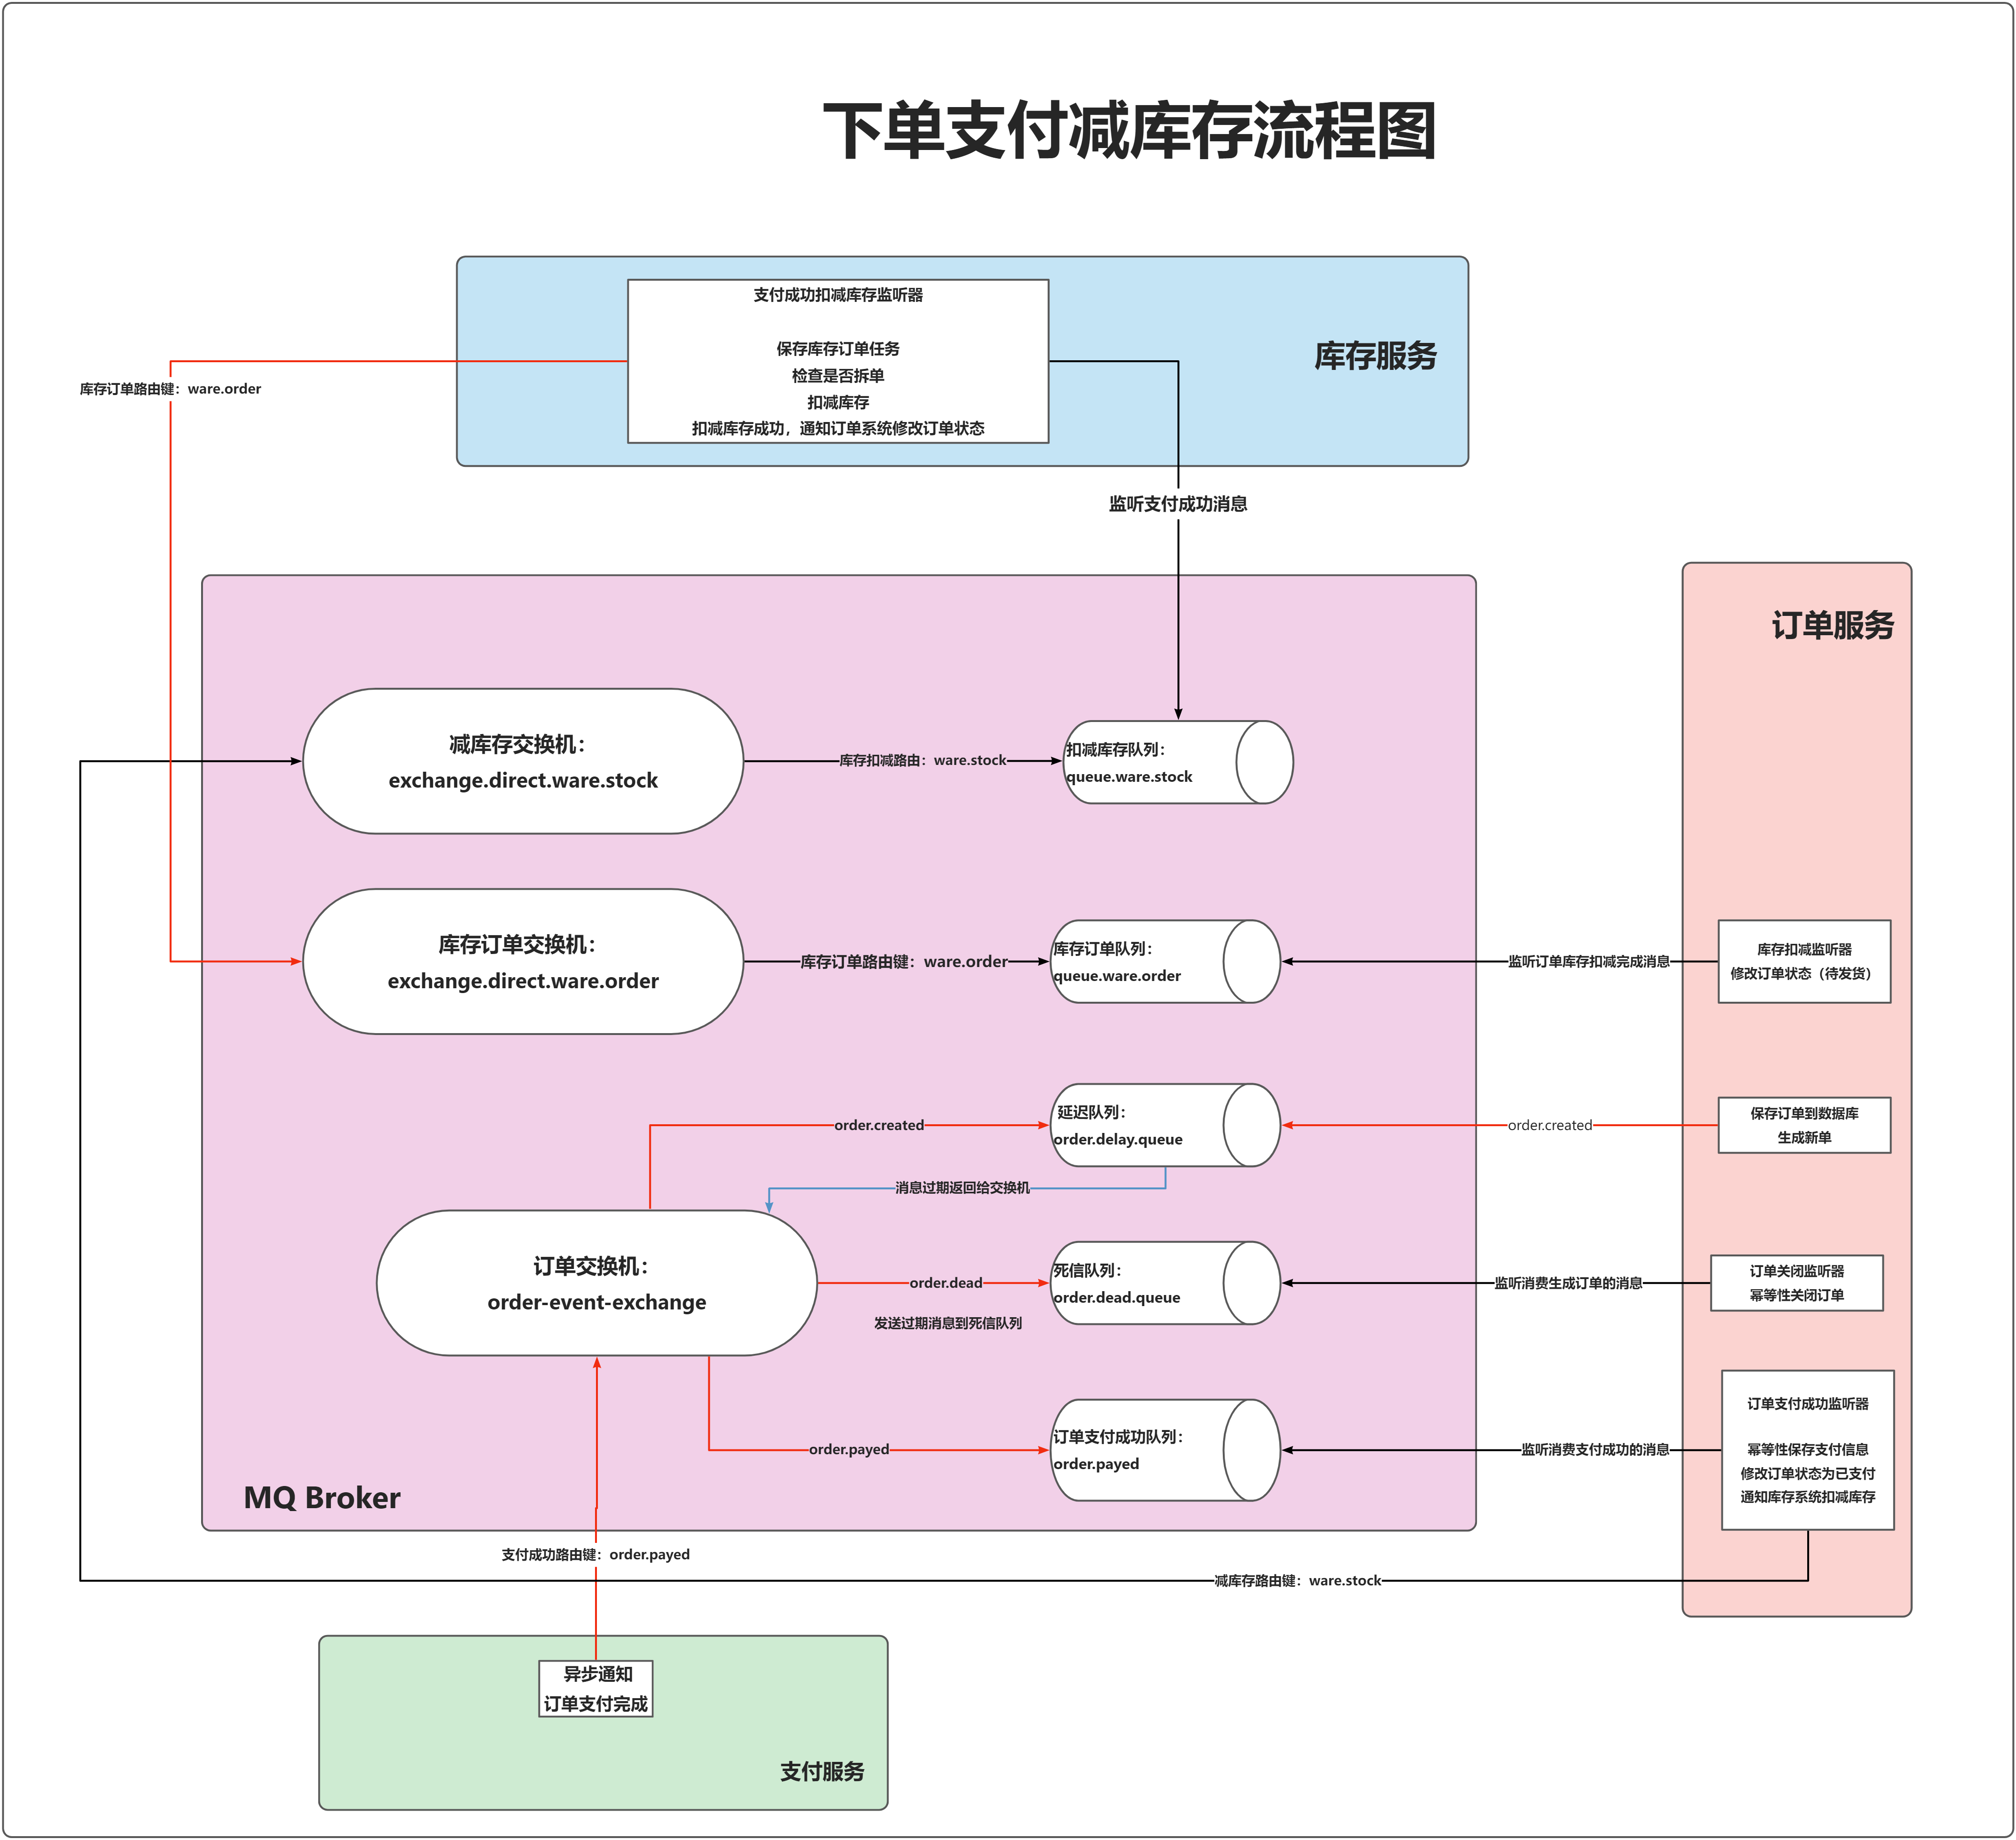 下单支付减库存流程图
支付成功扣减库存监听器
保存库存订单任务
检查是否拆单
扣减库存
扣减库存成功，通知订单系统修改订单状态
库存服务
库存订单路由键：ware.order
监听支付成功消息
订单服务
减库存交换机：
exchange.direct.ware.stock
库存扣减路由：ware.stock
扣减库存队列：
queue.ware.stock
库存订单交换机：
exchange.direct.ware.order
库存订单路由键：ware.order
库存订单队列：
queue.ware.order
监听订单库存扣减完成消息
库存扣减监听器
修改订单状态（待发货）
order.created
延迟队列：
order.delay.queue
order.created
保存订单到数据库
生成新单
消息过期返回给交换机
订单交换机：
order-event-exchange
order.dead
发送过期消息到死信队列
死信队列：
order.dead.queue
监听消费生成订单的消息
订单关闭监听器
幂等性关闭订单
order.payed
订单支付成功队列：
order.payed
监听消费支付成功的消息
订单支付成功监听器
幂等性保存支付信息
修改订单状态为已支付
通知库存系统扣减库存
MQ Broker
支付成功路由键：order.payed
减库存路由键：ware.stock
异步通知
订单支付完成
支付服务